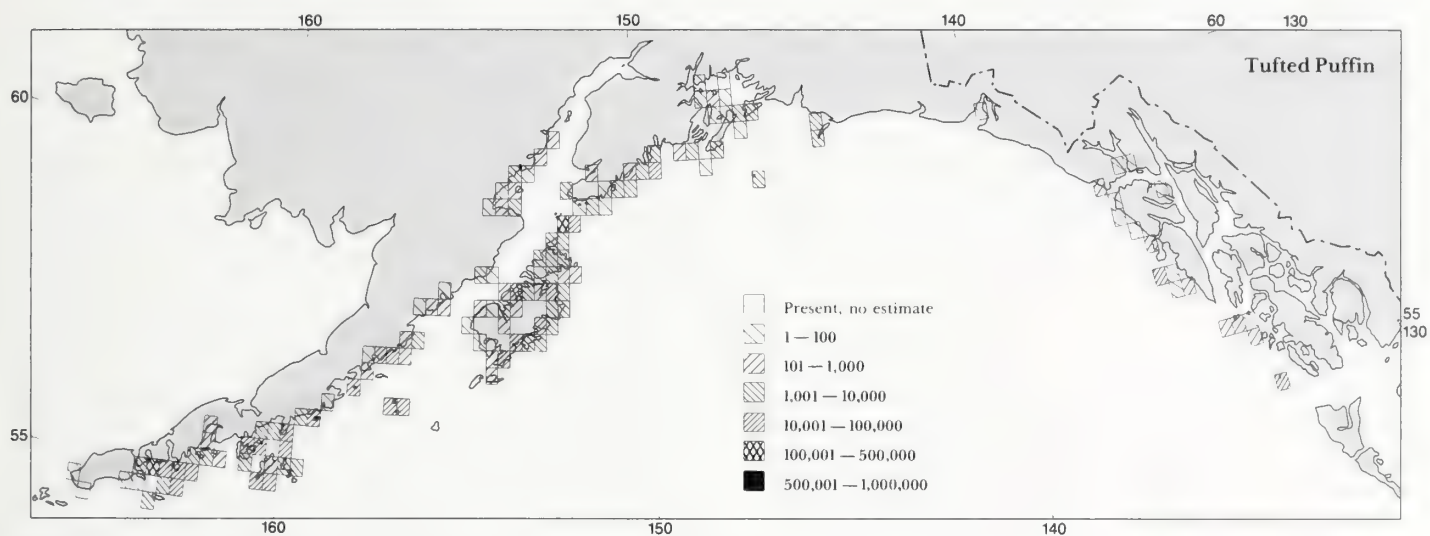 160 150 140 60 130
Tufted Puffin
60
Present, no estimate
1 — 100
101 — 1,000
1,001 — 10,000
10,001 — 100,000
100,001 — 500,000
500,001 — 1,000,000
55
55
130
160 150 140